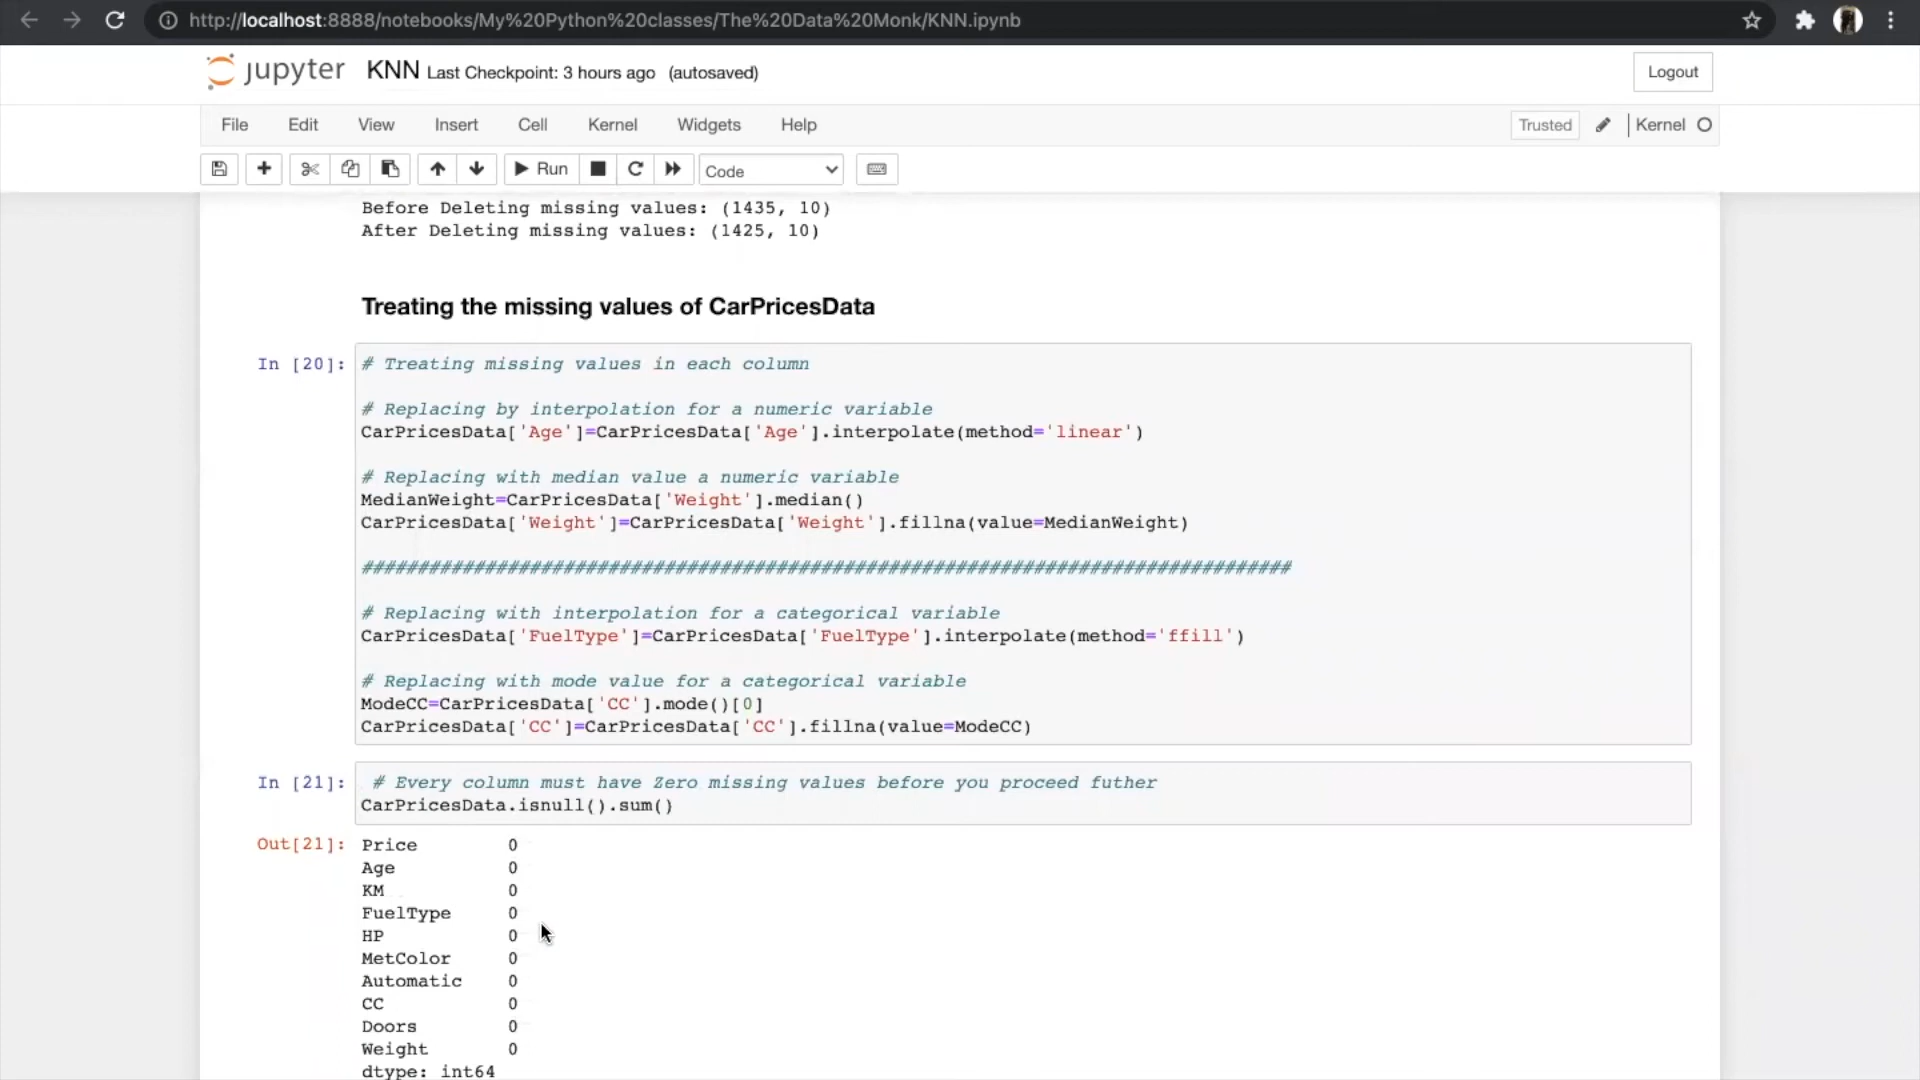 http://localhost:8888/notebooks/My%20Python%20classes/The%20Data%20Monk/KNN.ipynb
jupyter KNN Last Checkpoint: 3 hours ago (autosaved) Logout
File Edit View Insert Cell Kernel Widgets Help Trusted Kernel
Run Code
Before Deleting missing values: (1435, 10)
After Deleting missing values: (1425, 10)
Treating the missing values of CarPricesData
In [20]: # Treating missing values in each column
# Replacing by interpolation for a numeric variable
CarPricesData['Age']=CarPricesData['Age'].interpolate(method='linear')
# Replacing with median value a numeric variable
MedianWeight=CarPricesData['Weight'].median()
CarPricesData['Weight']=CarPricesData['Weight'].fillna(value=MedianWeight)
###################################################################################
# Replacing with interpolation for a categorical variable
CarPricesData['FuelType']=CarPricesData['FuelType'].interpolate(method='ffill')
# Replacing with mode value for a categorical variable
ModeCC=CarPricesData['CC'].mode()[0]
CarPricesData['CC']=CarPricesData['CC'].fillna(value=ModeCC)
In [21]: # Every column must have Zero missing values before you proceed futher
CarPricesData.isnull().sum()
Out[21]: Price 0
Age 0
KM 0
FuelType 0
HP 0
MetColor 0
Automatic 0
CC 0
Doors 0
Weight 0
dtype: int64